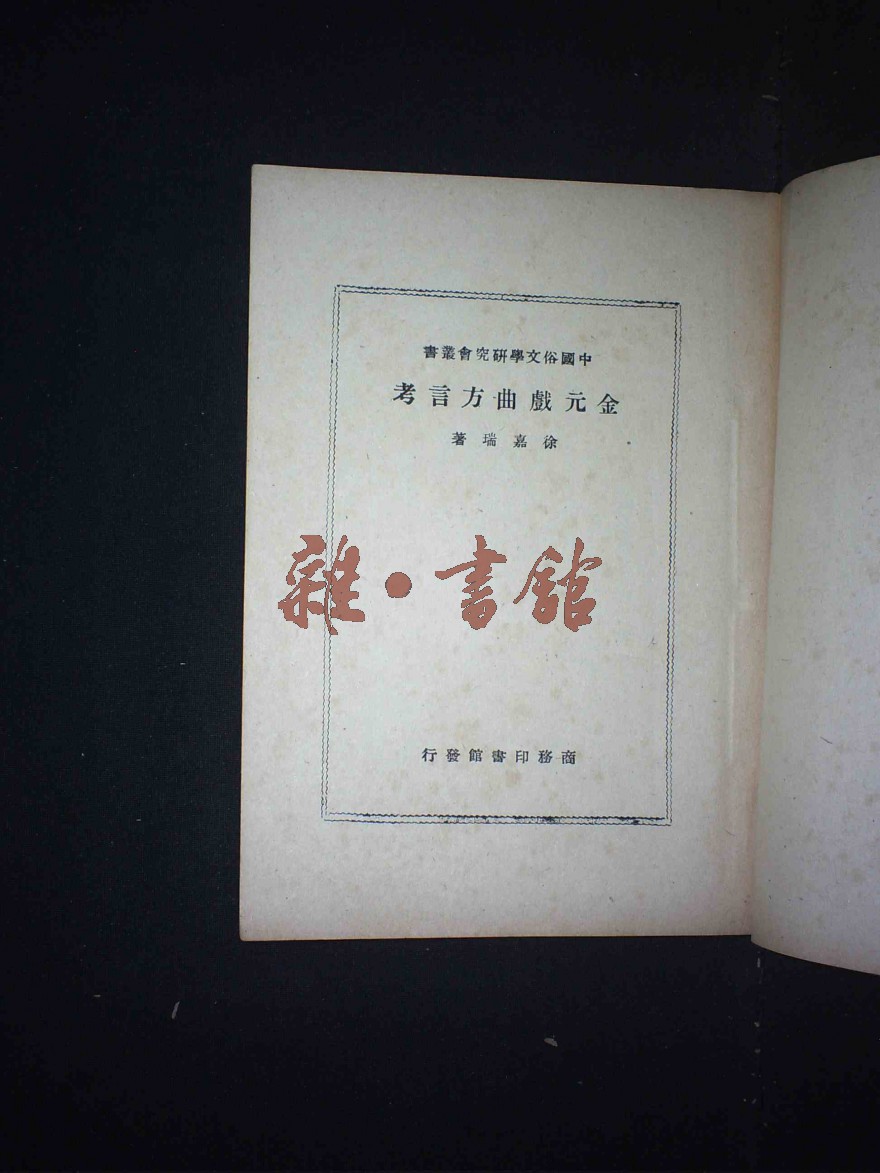 中國俗文學研究會叢書
金元戲曲方言考
徐嘉瑞著
雜·書館
商務印書館發行